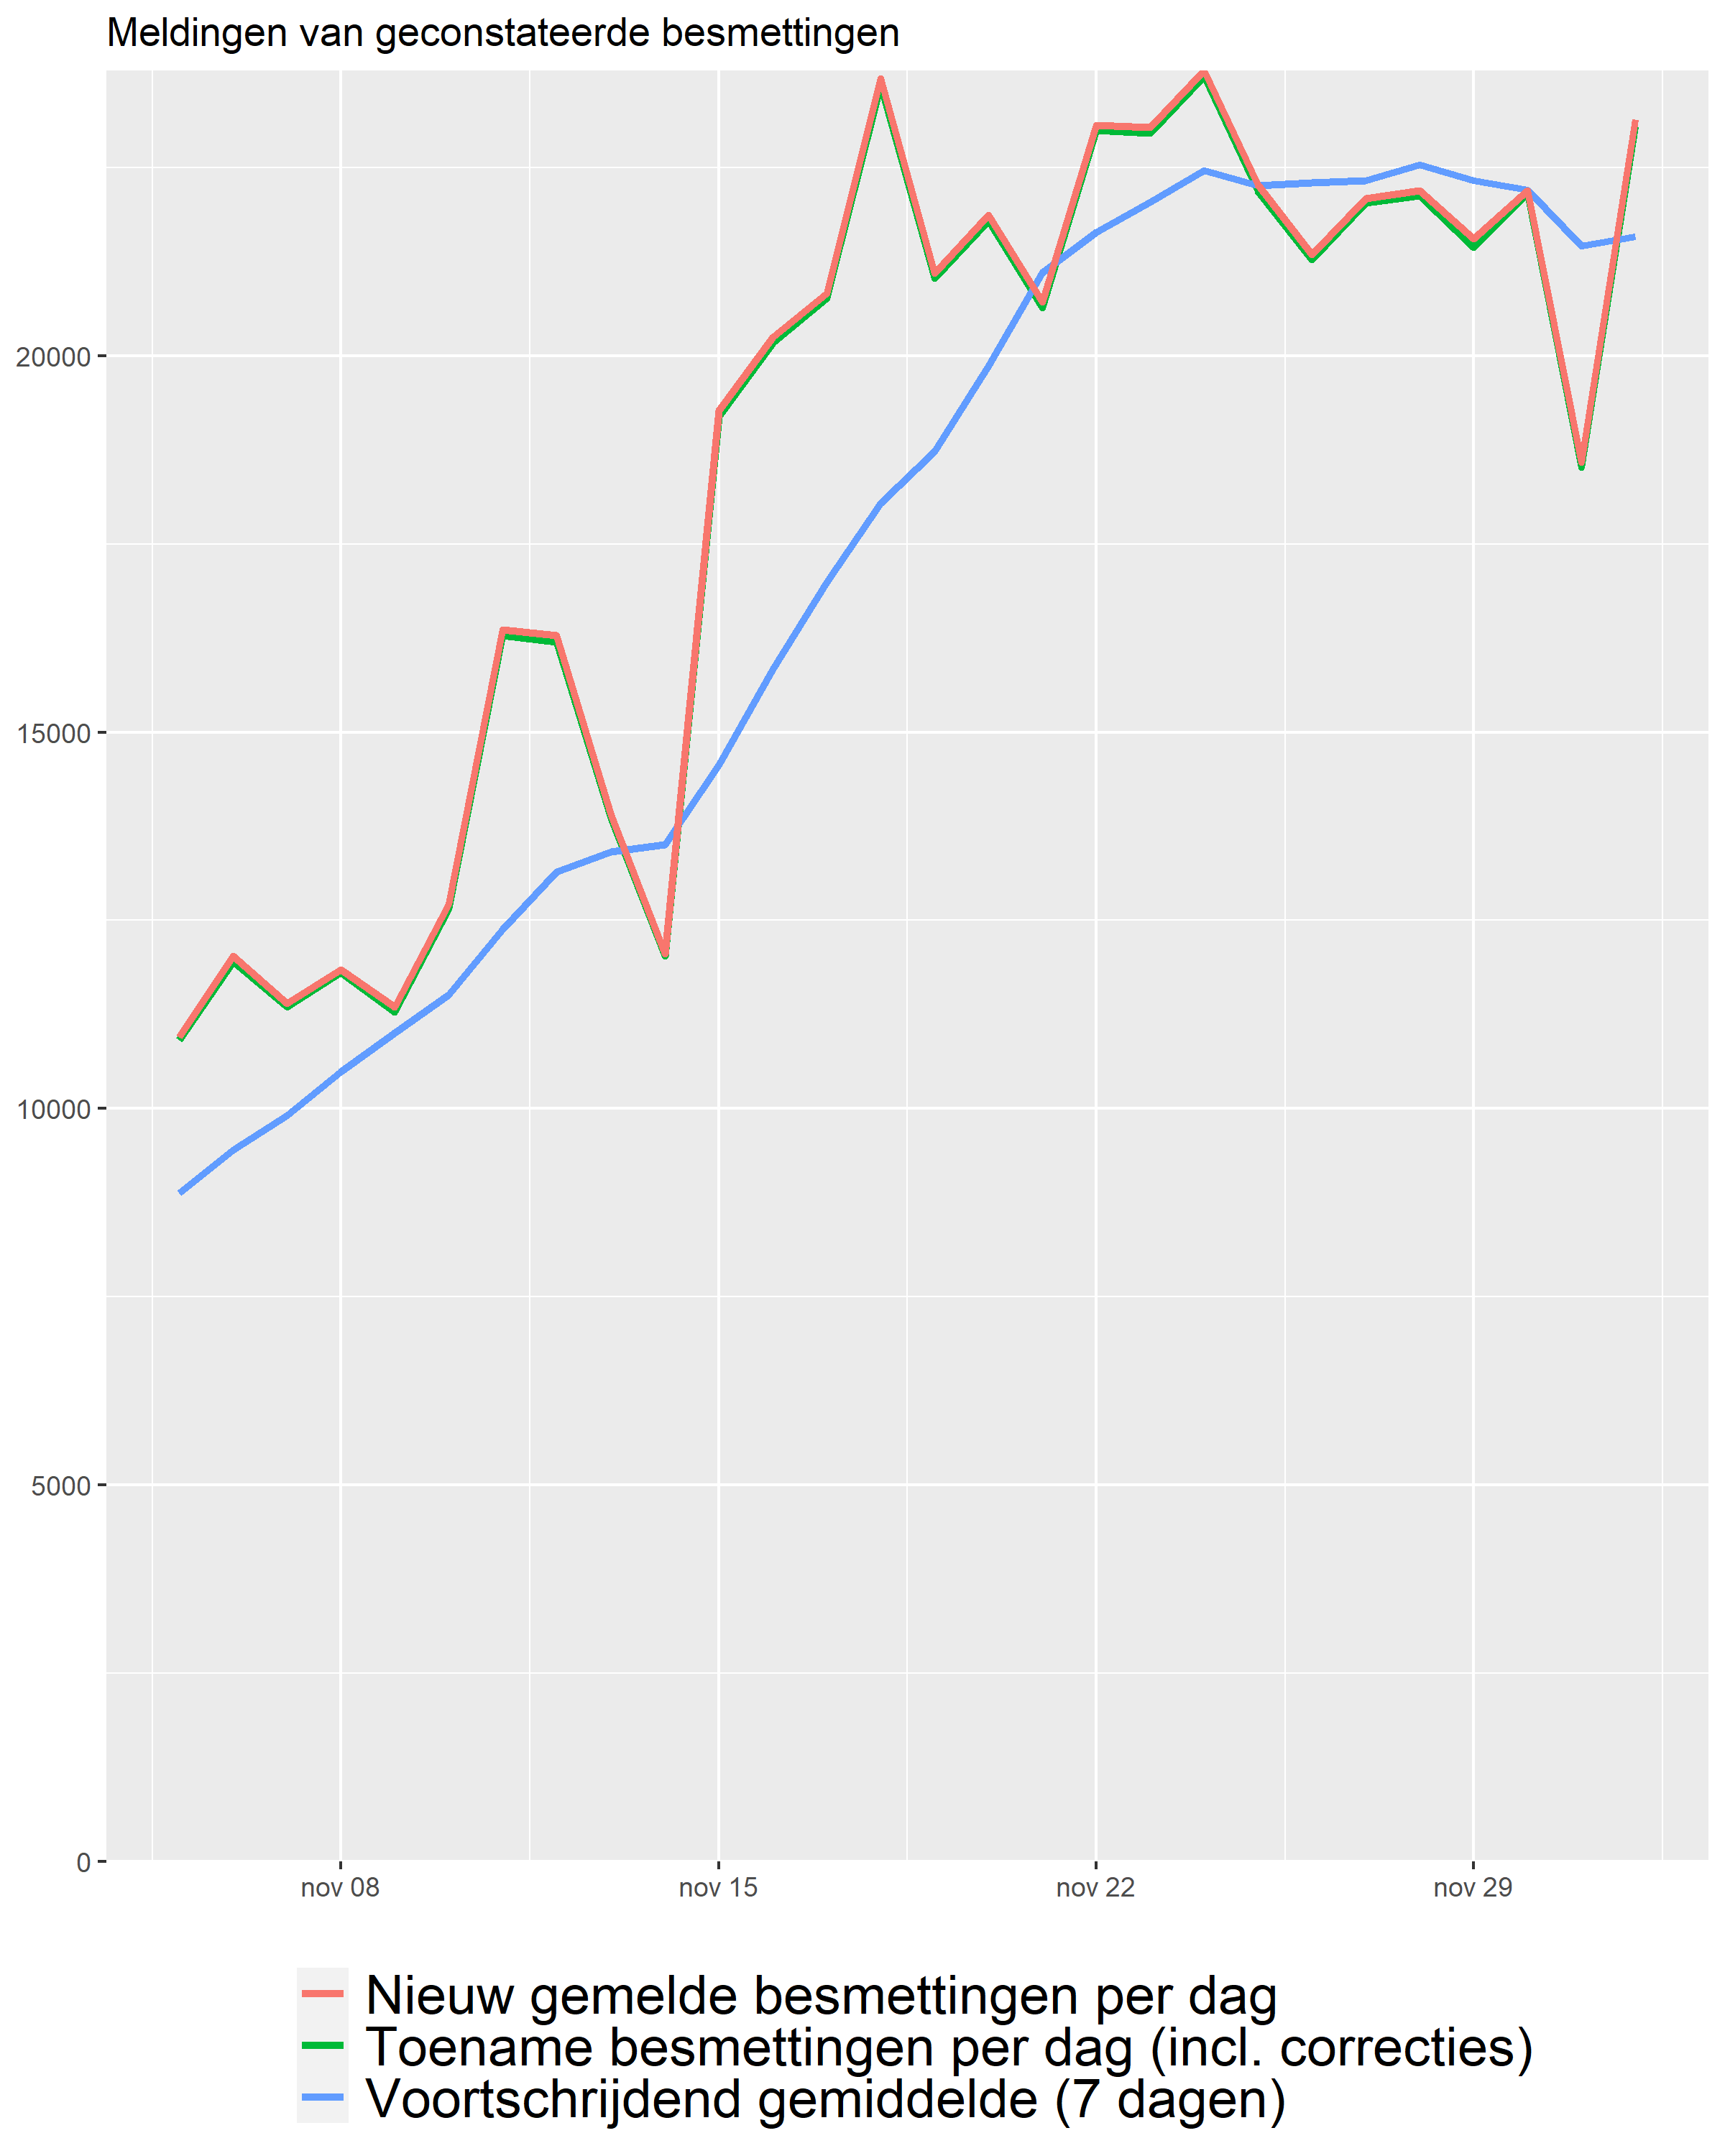 Meldingen van geconstateerde besmettingen
20000
15000
10000
5000
0
nov 08 nov 15 nov 22 nov 29
Nieuw gemelde besmettingen per dag
Toename besmettingen per dag (incl. correcties)
Voortschrijdend gemiddelde (7 dagen)